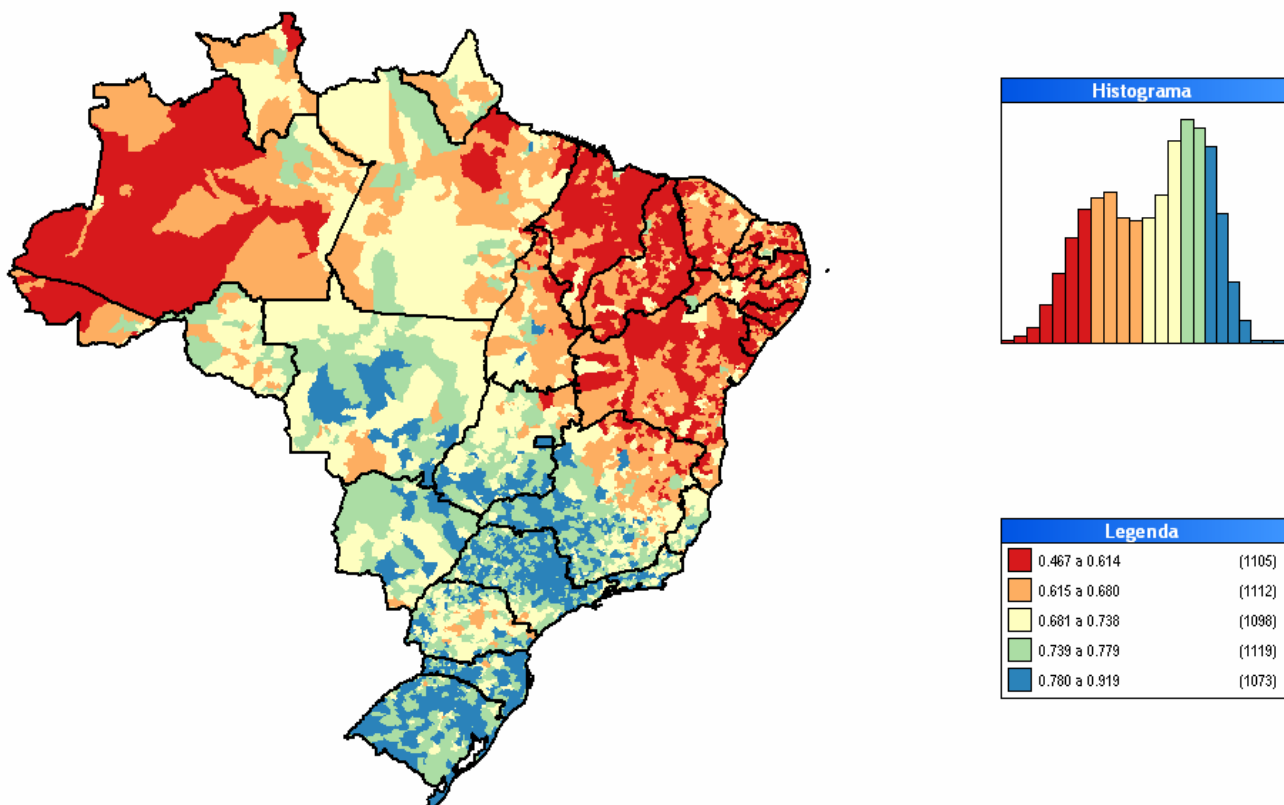 Histograma
Legenda
0.467 a 0.614 (1105)
0.615 a 0.680 (1112)
0.681 a 0.738 (1098)
0.739 a 0.779 (1119)
0.780 a 0.919 (1073)